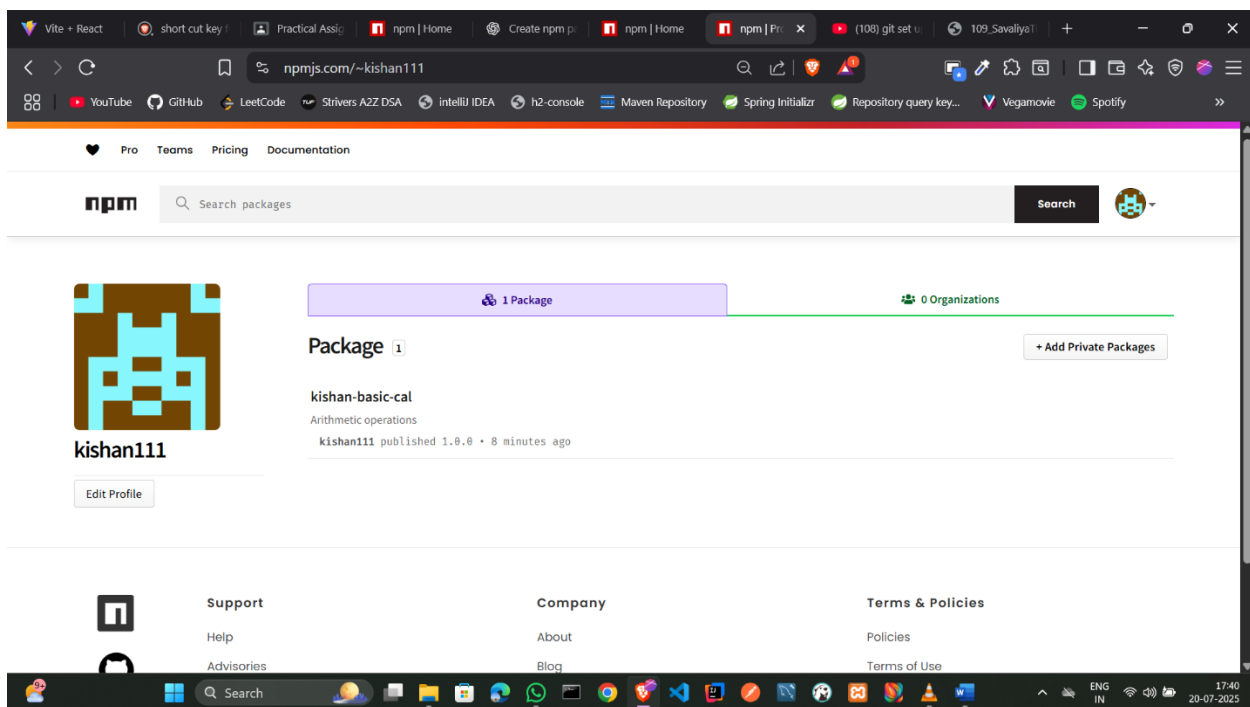 Vite + React
short cut key f
Practical Assig
npm | Home
Create npm pa
npm | Home
npm | Pro
(108) git set u
109_SavaliyaT
npmjs.com/~kishan111
YouTube
GitHub
LeetCode
Strivers A2Z DSA
intelliJ IDEA
h2-console
Maven Repository
Spring Initializr
Repository query key...
Vegamovie
Spotify
Pro Teams Pricing Documentation
npm
Search packages
Search
1 Package
0 Organizations
Package 1
+ Add Private Packages
kishan-basic-cal
Arithmetic operations
kishan111 published 1.0.0 • 8 minutes ago
kishan111
Edit Profile
Support
Help
Advisories
Company
About
Blog
Terms & Policies
Policies
Terms of Use
Search
ENG
IN
17:40
20-07-2025